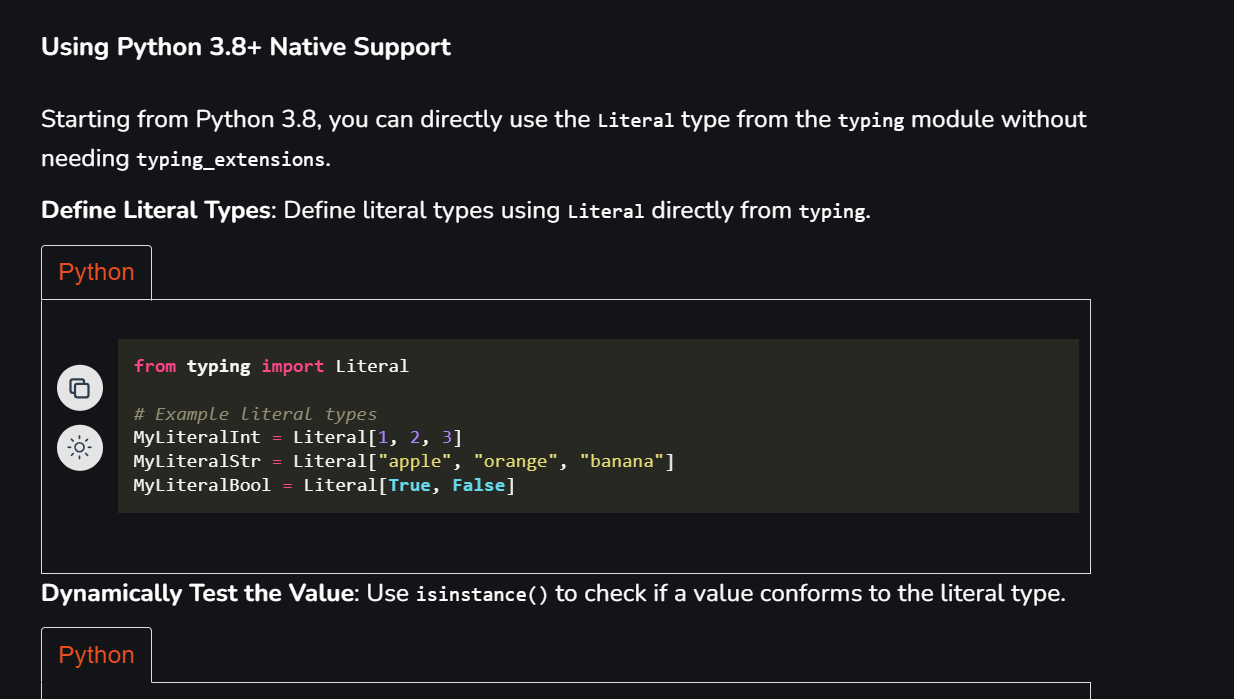 Using Python 3.8+ Native Support
Starting from Python 3.8, you can directly use the Literal type from the typing module without
needing typing_extensions.
Define Literal Types: Define literal types using Literal directly from typing.
Python
from typing import Literal
# Example literal types
MyLiteralInt = Literal[1, 2, 3]
MyLiteralStr = Literal["apple", "orange", "banana"]
MyLiteralBool = Literal[True, False]
Dynamically Test the Value: Use isinstance() to check if a value conforms to the literal type.
Python